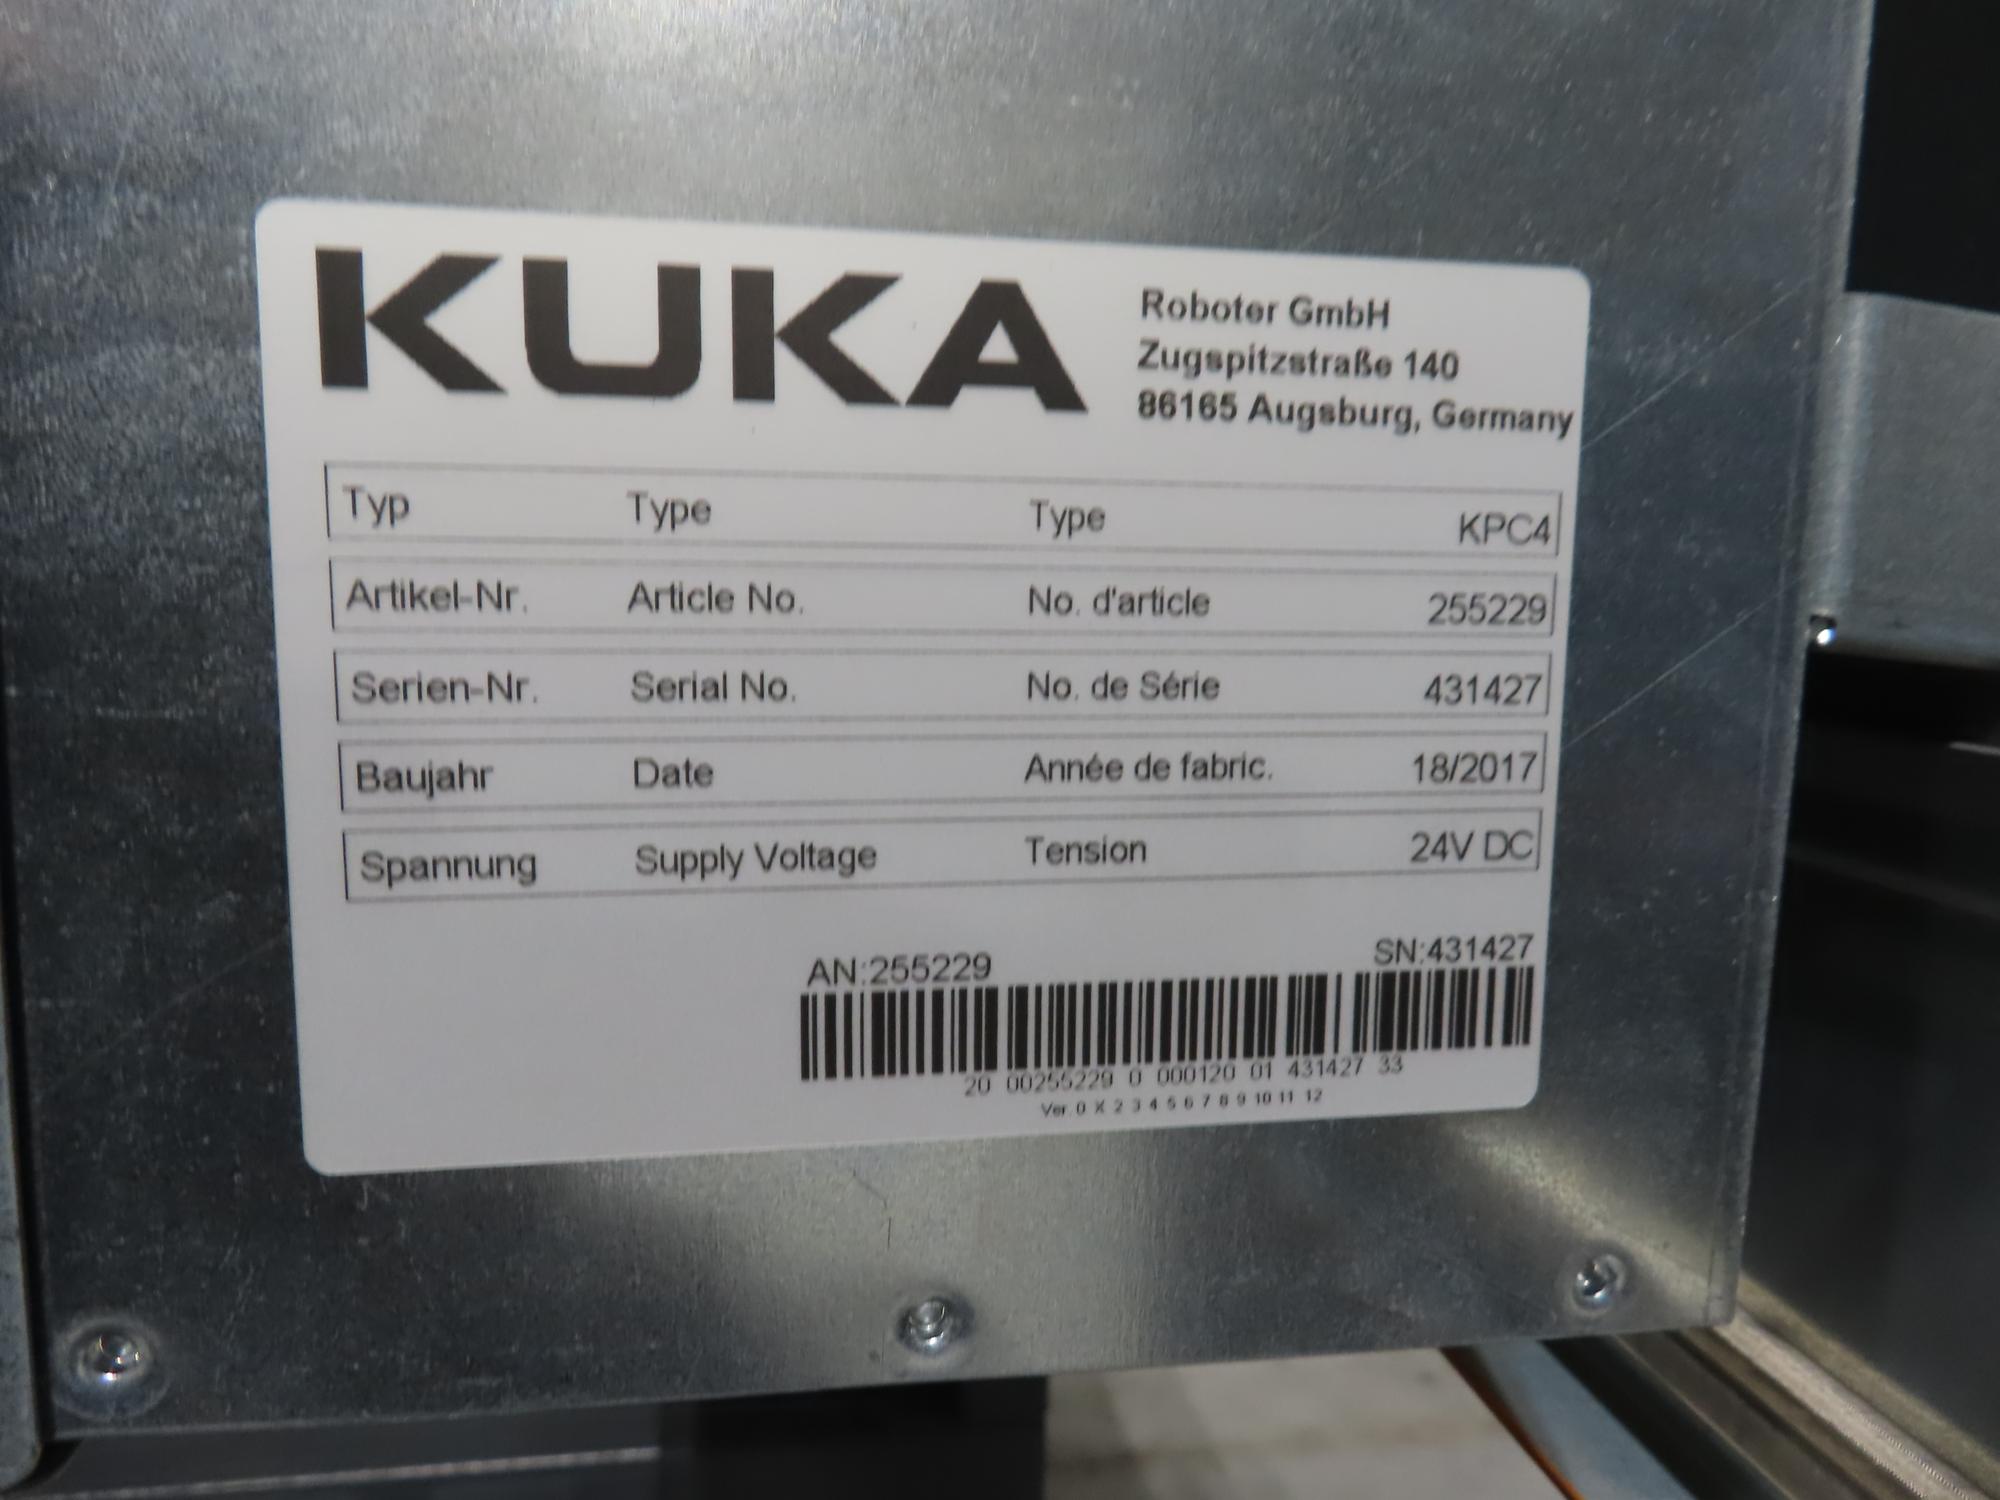 KUKA
Roboter GmbH
Zugspitzstraße 140
86165 Augsburg, Germany
Typ Type Type KPC4
Artikel-Nr. Article No. No. d'article 255229
Serien-Nr. Serial No. No. de Série 431427
Baujahr Date Année de fabric. 18/2017
Spannung Supply Voltage Tension 24V DC
AN:255229 SN:431427
20 00255229 0 000120 01 431427 33
Ver. 0 X 2 3 4 5 6 7 8 9 10 11 12